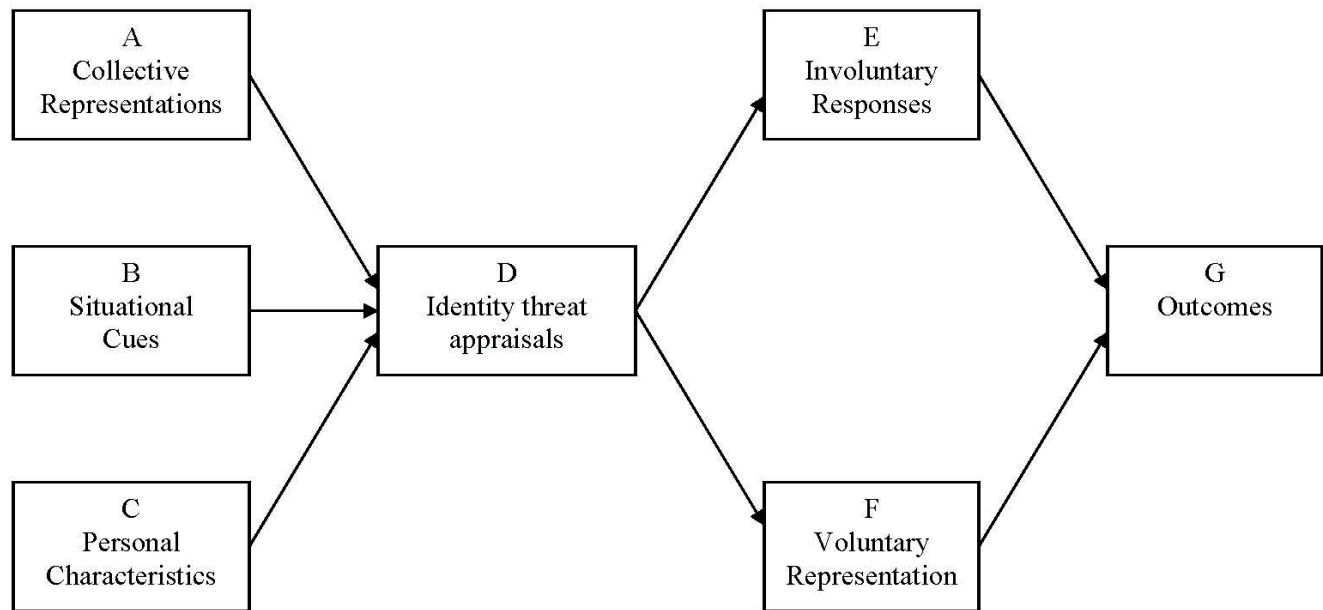 A
Collective
Representations
B
Situational
Cues
C
Personal
Characteristics
D
Identity threat
appraisals
E
Involuntary
Responses
F
Voluntary
Representation
G
Outcomes